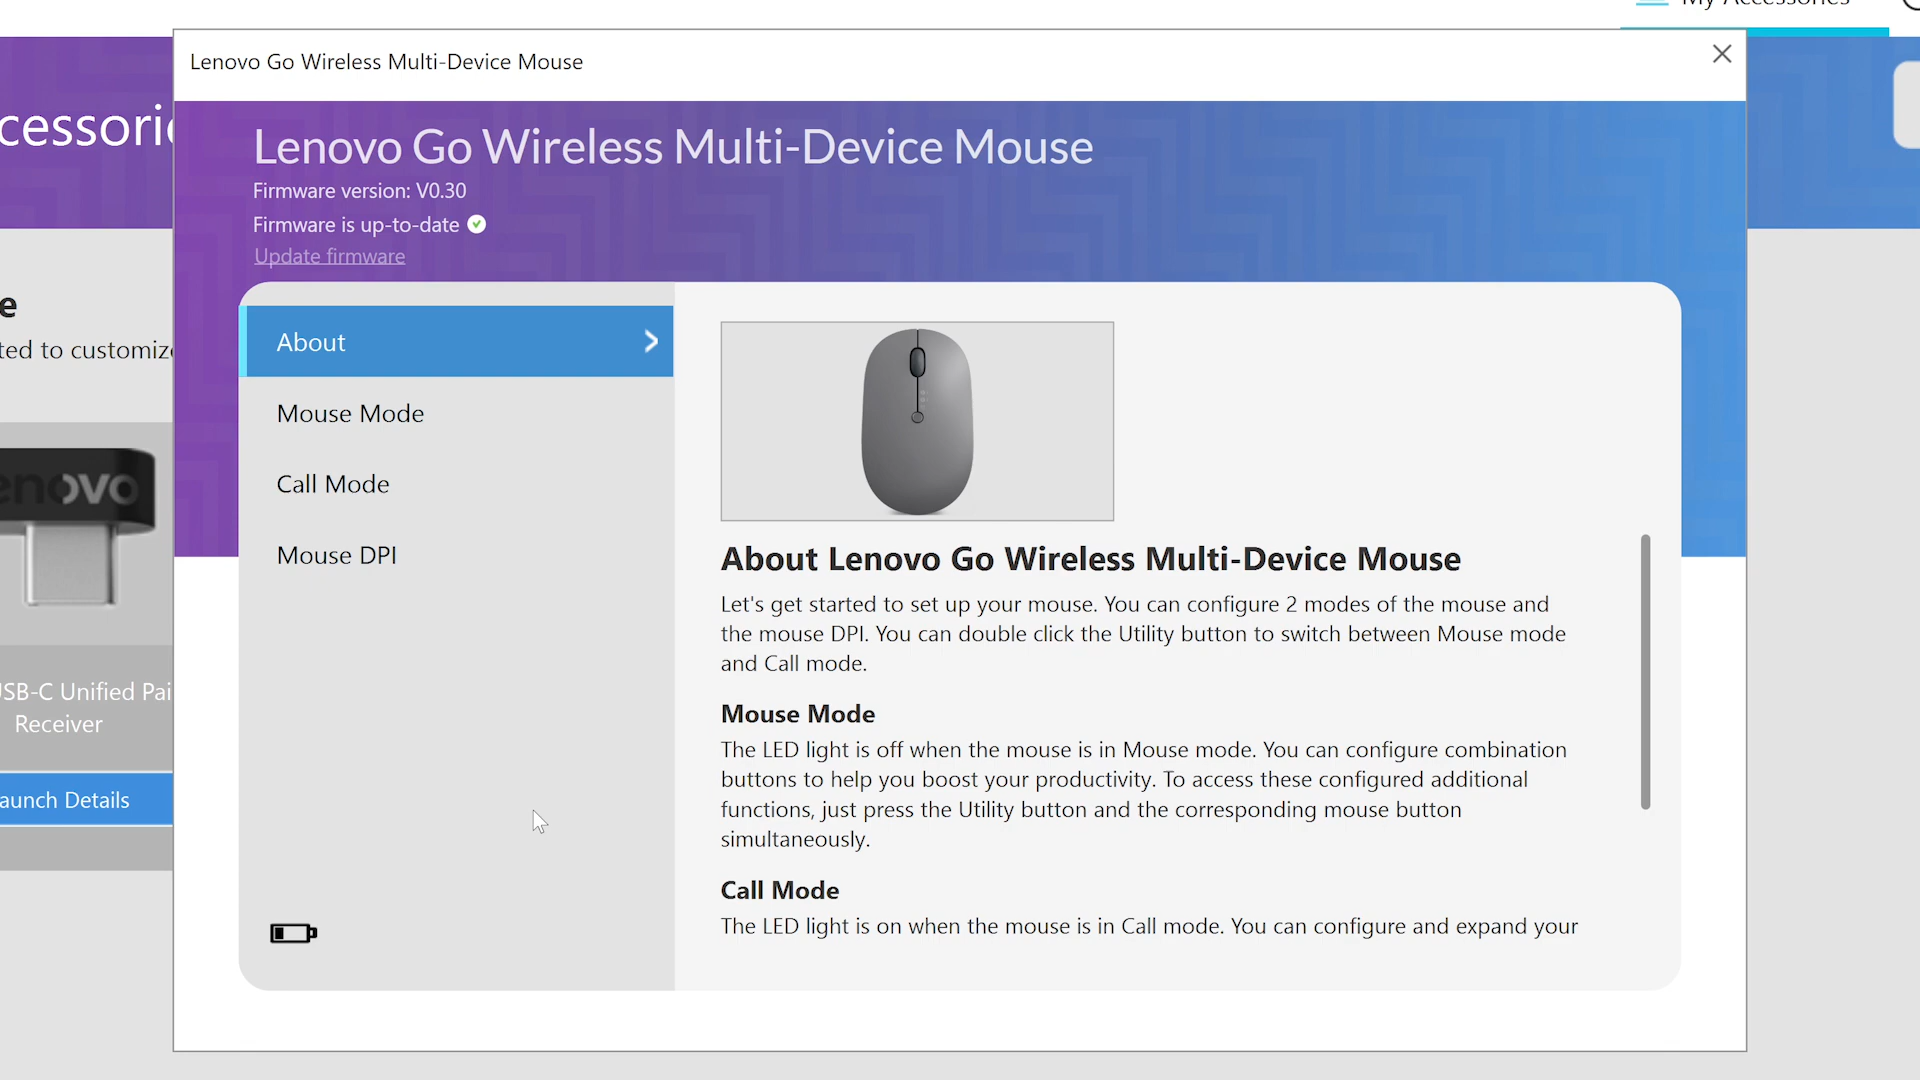 My Accessories
Lenovo Go Wireless Multi-Device Mouse
Lenovo Go Wireless Multi-Device Mouse
Firmware version: V0.30
Firmware is up-to-date
Update firmware
cessorie
e
ted to customize
About
Mouse Mode
Call Mode
Mouse DPI
enovo
SB-C Unified Pai
Receiver
aunch Details
About Lenovo Go Wireless Multi-Device Mouse
Let's get started to set up your mouse. You can configure 2 modes of the mouse and
the mouse DPI. You can double click the Utility button to switch between Mouse mode
and Call mode.
Mouse Mode
The LED light is off when the mouse is in Mouse mode. You can configure combination
buttons to help you boost your productivity. To access these configured additional
functions, just press the Utility button and the corresponding mouse button
simultaneously.
Call Mode
The LED light is on when the mouse is in Call mode. You can configure and expand your